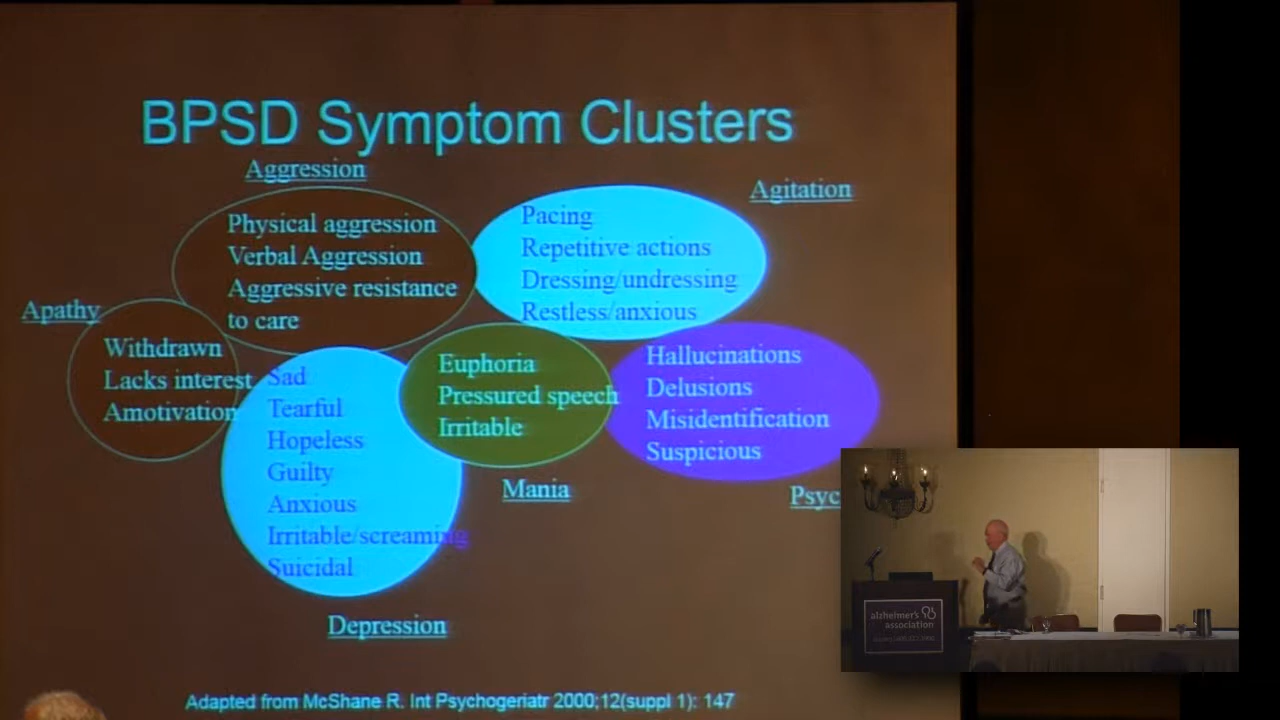 BPSD Symptom Clusters
Aggression
Physical aggression
Verbal Aggression
Aggressive resistance
to care
Agitation
Pacing
Repetitive actions
Dressing/undressing
Restless/anxious
Apathy
Withdrawn
Lacks interest
Amotivation
Sad
Tearful
Hopeless
Guilty
Anxious
Irritable/screaming
Suicidal
Depression
Euphoria
Pressured speech
Irritable
Mania
Hallucinations
Delusions
Misidentification
Suspicious
Psyc
alzheimer's
association
Adapted from McShane R. Int Psychogeriatr 2000;12(suppl 1): 147